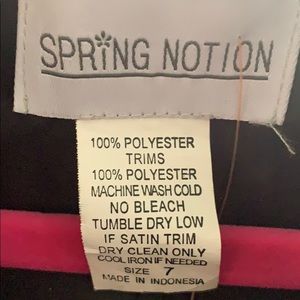 SPRING NOTION
100% POLYESTER
TRIMS
100% POLYESTER
MACHINE WASH COLD
NO BLEACH
TUMBLE DRY LOW
IF SATIN TRIM
DRY CLEAN ONLY
COOL IRON IF NEEDED
SIZE 7
MADE IN INDONESIA